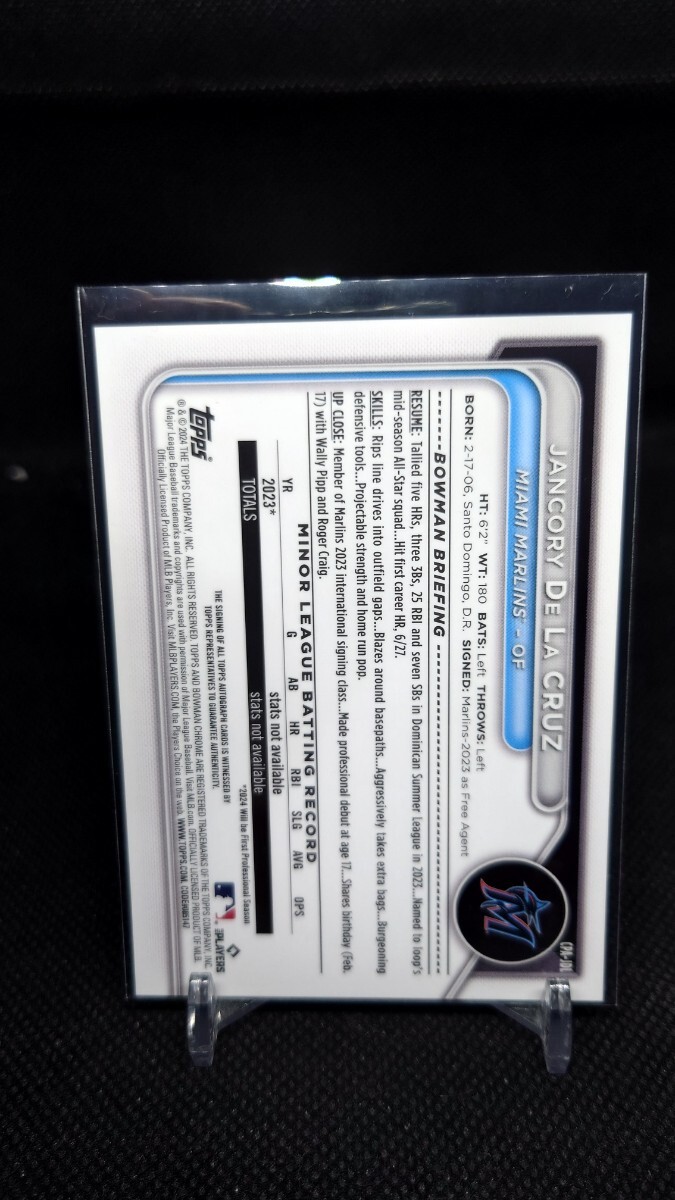 JANCORY DE LA CRUZ
MIAMI MARLINS® - OF
HT: 6'2" WT: 180 BATS: Left THROWS: Left
BORN: 2-17-06, Santo Domingo, D.R. SIGNED: Marlins-2023 as Free Agent
BOWMAN BRIEFING
RESUME: Tallied five HRs, three 3Bs, 25 RBI and seven SBs in Dominican Summer League in 2023...Named to loop's
mid-season All-Star squad...Hit first career HR, 6/27.
SKILLS: Rips line drives into outfield gaps...Blazes around basepaths...Aggressively takes extra bags...Burgeoning
defensive tools...Projectable strength and home run pop.
UP CLOSE: Member of Marlins 2023 international signing class...Made professional debut at age 17...Shares birthday (Feb.
17) with Wally Pipp and Roger Craig.
MINOR LEAGUE BATTING RECORD
YR G AB HR RBI SLG AVG OPS
2023* stats not available
TOTALS stats not available
*2024 Will be First Professional Season
THE SIGNING OF ALL TOPPS AUTOGRAPH CARDS IS WITNESSED BY
TOPPS REPRESENTATIVES TO GUARANTEE AUTHENTICITY.
topps®
PLAYERS
® & © 2024 THE TOPPS COMPANY, INC. ALL RIGHTS RESERVED. TOPPS AND BOWMAN CHROME ARE REGISTERED TRADEMARKS OF THE TOPPS COMPANY, INC.
Major League Baseball trademarks and copyrights are used with permission of Major League Baseball. Visit MLB.com. OFFICIALLY LICENSED PRODUCT OF MLB
Officially Licensed Product of MLB Players, Inc. Visit MLBPLAYERS.COM, the Players Choice on the web. WWW.TOPPS.COM.